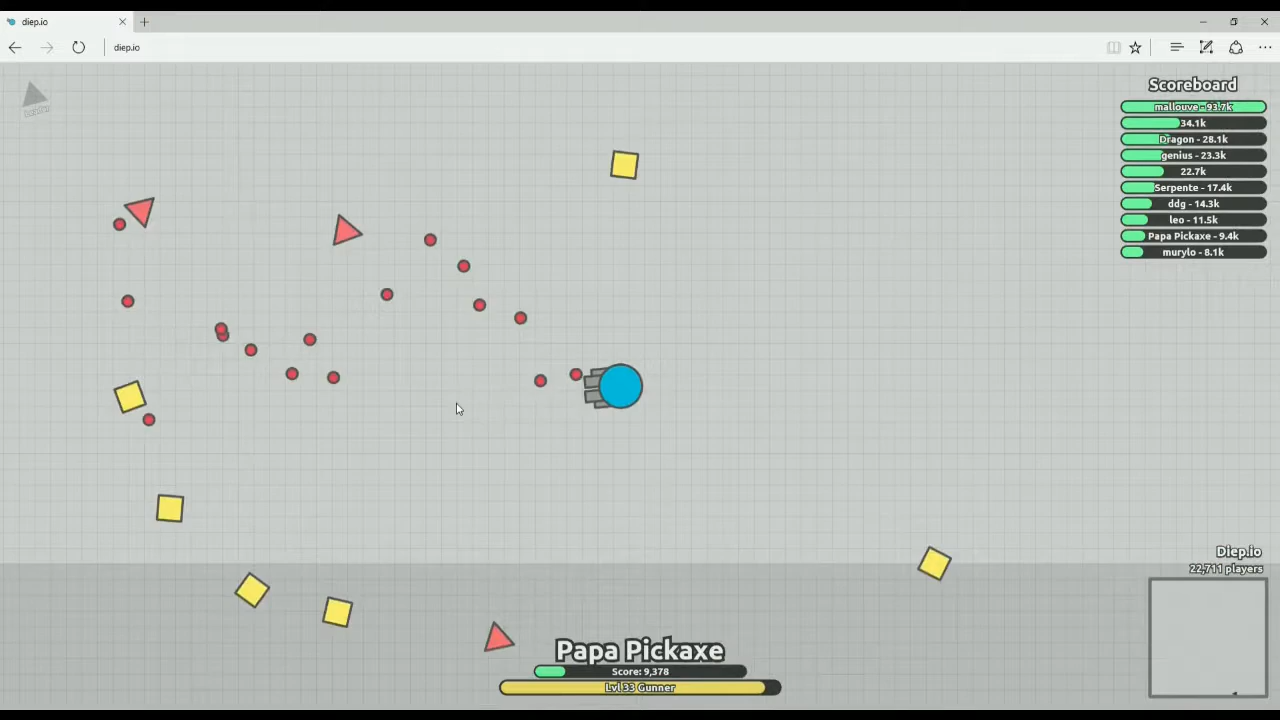 diep.io
diep.io
Scoreboard
mallouve - 93.7k
34.1k
Dragon - 28.1k
genius - 23.3k
22.7k
Serpente - 17.4k
ddg - 14.3k
leo - 11.5k
Papa Pickaxe - 9.4k
murylo - 8.1k
Diep.io
22,711 players
Papa Pickaxe
Score: 9,378
Lvl 33 Gunner